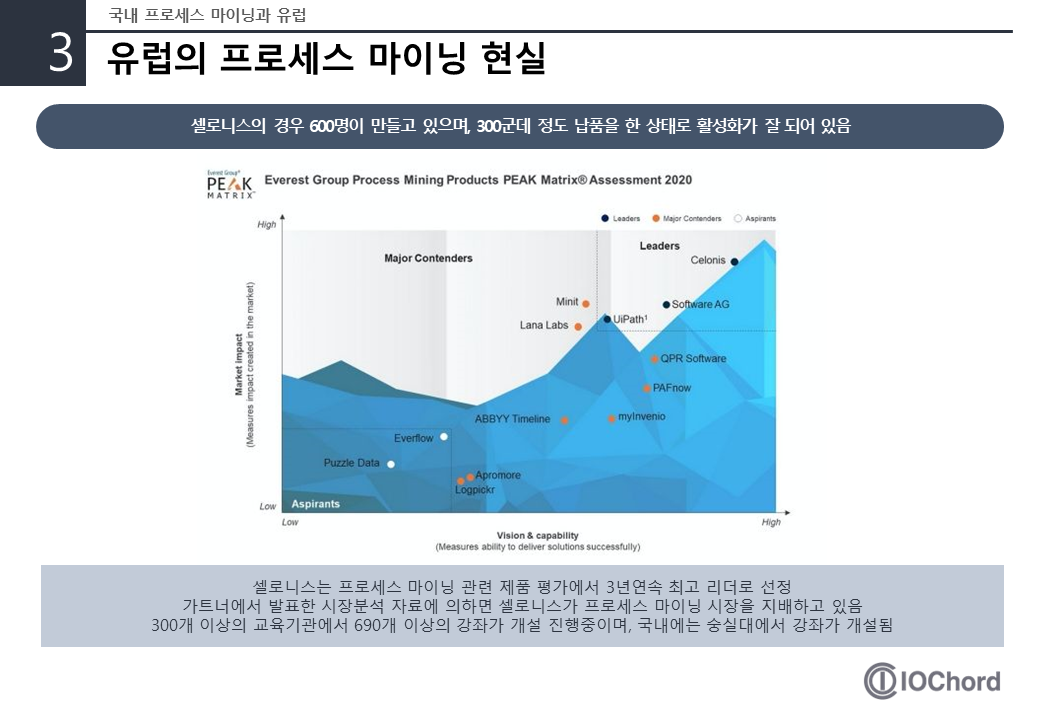 국내 프로세스 마이닝과 유럽
3
유럽의 프로세스 마이닝 현실
셀로니스의 경우 600명이 만들고 있으며, 300군데 정도 납품을 한 상태로 활성화가 잘 되어 있음
Everest Group®
PEAK
MATRIX™
Everest Group Process Mining Products PEAK Matrix® Assessment 2020
High
Leaders
Major Contenders
Aspirants
Major Contenders
Leaders
Celonis
Minit
Software AG
Lana Labs
UiPath¹
QPR Software
PAFnow
ABBYY Timeline
myInvenio
Everflow
Puzzle Data
Apromore
Logpickr
Aspirants
Market impact
(Measures impact created in the market)
Low
Low
High
Vision & capability
(Measures ability to deliver solutions successfully)
셀로니스는 프로세스 마이닝 관련 제품 평가에서 3년연속 최고 리더로 선정
가트너에서 발표한 시장분석 자료에 의하면 셀로니스가 프로세스 마이닝 시장을 지배하고 있음
300개 이상의 교육기관에서 690개 이상의 강좌가 개설 진행중이며, 국내에는 숭실대에서 강좌가 개설됨
IOChord